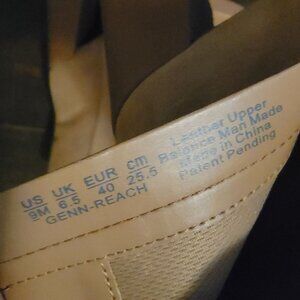 US UK EUR cm
9M 6.5 40 25.5
GENN-REACH
Leather Upper
Balance Man Made
Made in China
Patent Pending